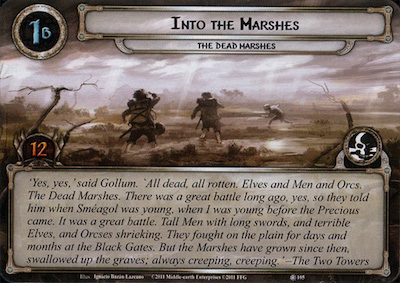 1B
INTO THE MARSHES
THE DEAD MARSHES
12
'Yes, yes,' said Gollum. 'All dead, all rotten. Elves and Men and Orcs.
The Dead Marshes. There was a great battle long ago, yes, so they told
him when Sméagol was young, when I was young before the Precious
came. It was a great battle. Tall Men with long swords, and terrible
Elves, and Orcses shrieking. They fought on the plain for days and
months at the Black Gates. But the Marshes have grown since then,
swallowed up the graves; always creeping, creeping.' –The Two Towers
Illus. Ignacio Bazán Lazcano ©2011 Middle-earth Enterprises ©2011 FFG 105